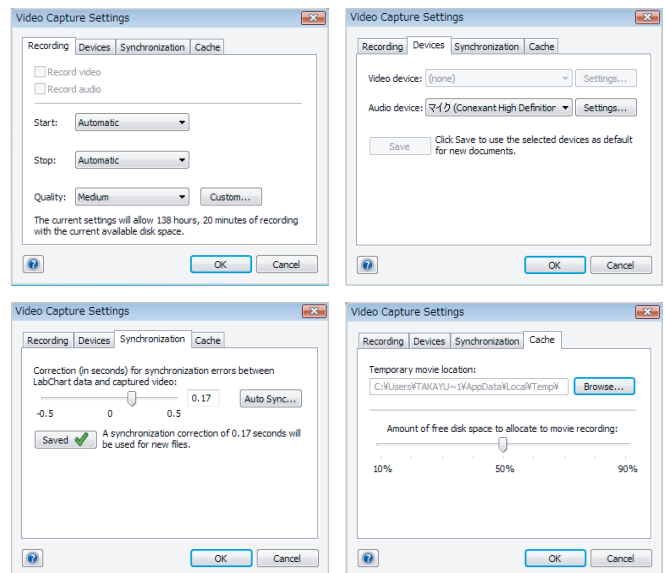 Video Capture Settings
Recording Devices Synchronization Cache
Record video
Record audio
Start: Automatic
Stop: Automatic
Quality: Medium Custom...
The current settings will allow 138 hours, 20 minutes of recording
with the current available disk space.
OK Cancel
Video Capture Settings
Recording Devices Synchronization Cache
Video device: (none) Settings...
Audio device: マイク (Conexant High Definitior Settings...
Save Click Save to use the selected devices as default
for new documents.
OK Cancel
Video Capture Settings
Recording Devices Synchronization Cache
Correction (in seconds) for synchronization errors between
LabChart data and captured video:
0.17 Auto Sync...
-0.5 0 0.5
Saved A synchronization correction of 0.17 seconds will
be used for new files.
OK Cancel
Video Capture Settings
Recording Devices Synchronization Cache
Temporary movie location:
C:¥Users¥TAKAYU~1¥AppData¥Local¥Temp¥ Browse...
Amount of free disk space to allocate to movie recording:
10% 50% 90%
OK Cancel